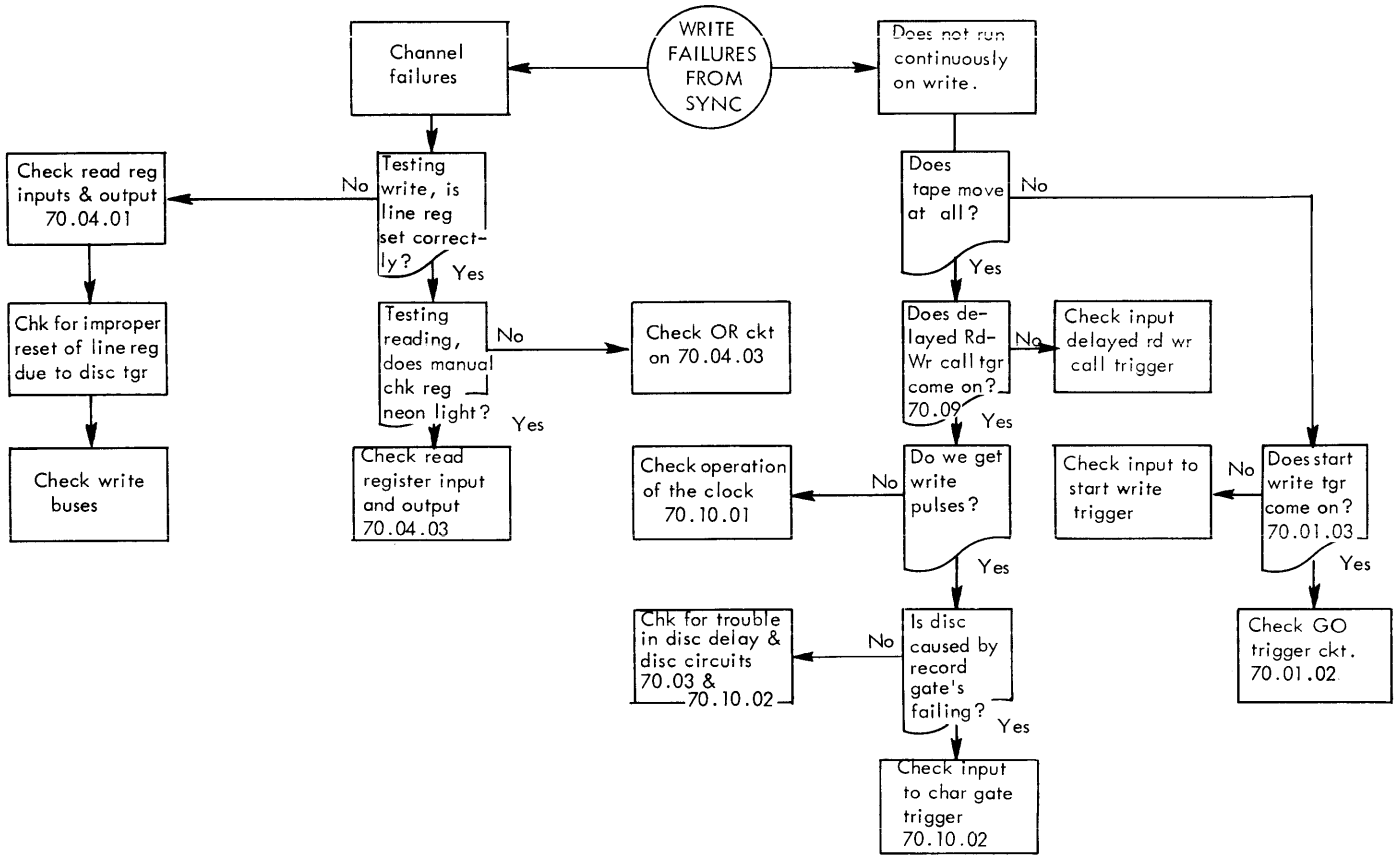 WRITE
FAILURES
FROM
SYNC
Channel
failures
Does not run
continuously
on write.
Check read reg
inputs & output
70.04.01
No
Testing
write, is
line reg
set correct-
ly?
Yes
Does
tape move
at all?
No
Yes
Chk for improper
reset of line reg
due to disc tgr
Testing
reading,
does manual
chk reg
neon light?
No
Yes
Check OR ckt
on 70.04.03
Does de-
layed Rd-
Wr call tgr
come on?
70.09
No
Yes
Check input
delayed rd wr
call trigger
Check write
buses
Check read
register input
and output
70.04.03
Check operation
of the clock
70.10.01
No
Do we get
write
pulses?
Yes
Check input to
start write
trigger
No
Does start
write tgr
come on?
70.01.03
Yes
Chk for trouble
in disc delay &
disc circuits
70.03 &
70.10.02
No
Is disc
caused by
record
gate's
failing?
Yes
Check GO
trigger ckt.
70.01.02
Check input
to char gate
trigger
70.10.02